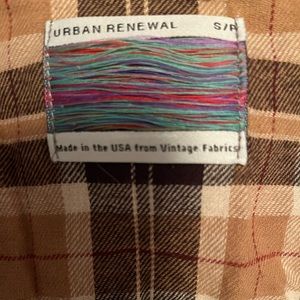 URBAN RENEWAL S/P
Made in the USA from Vintage Fabrics